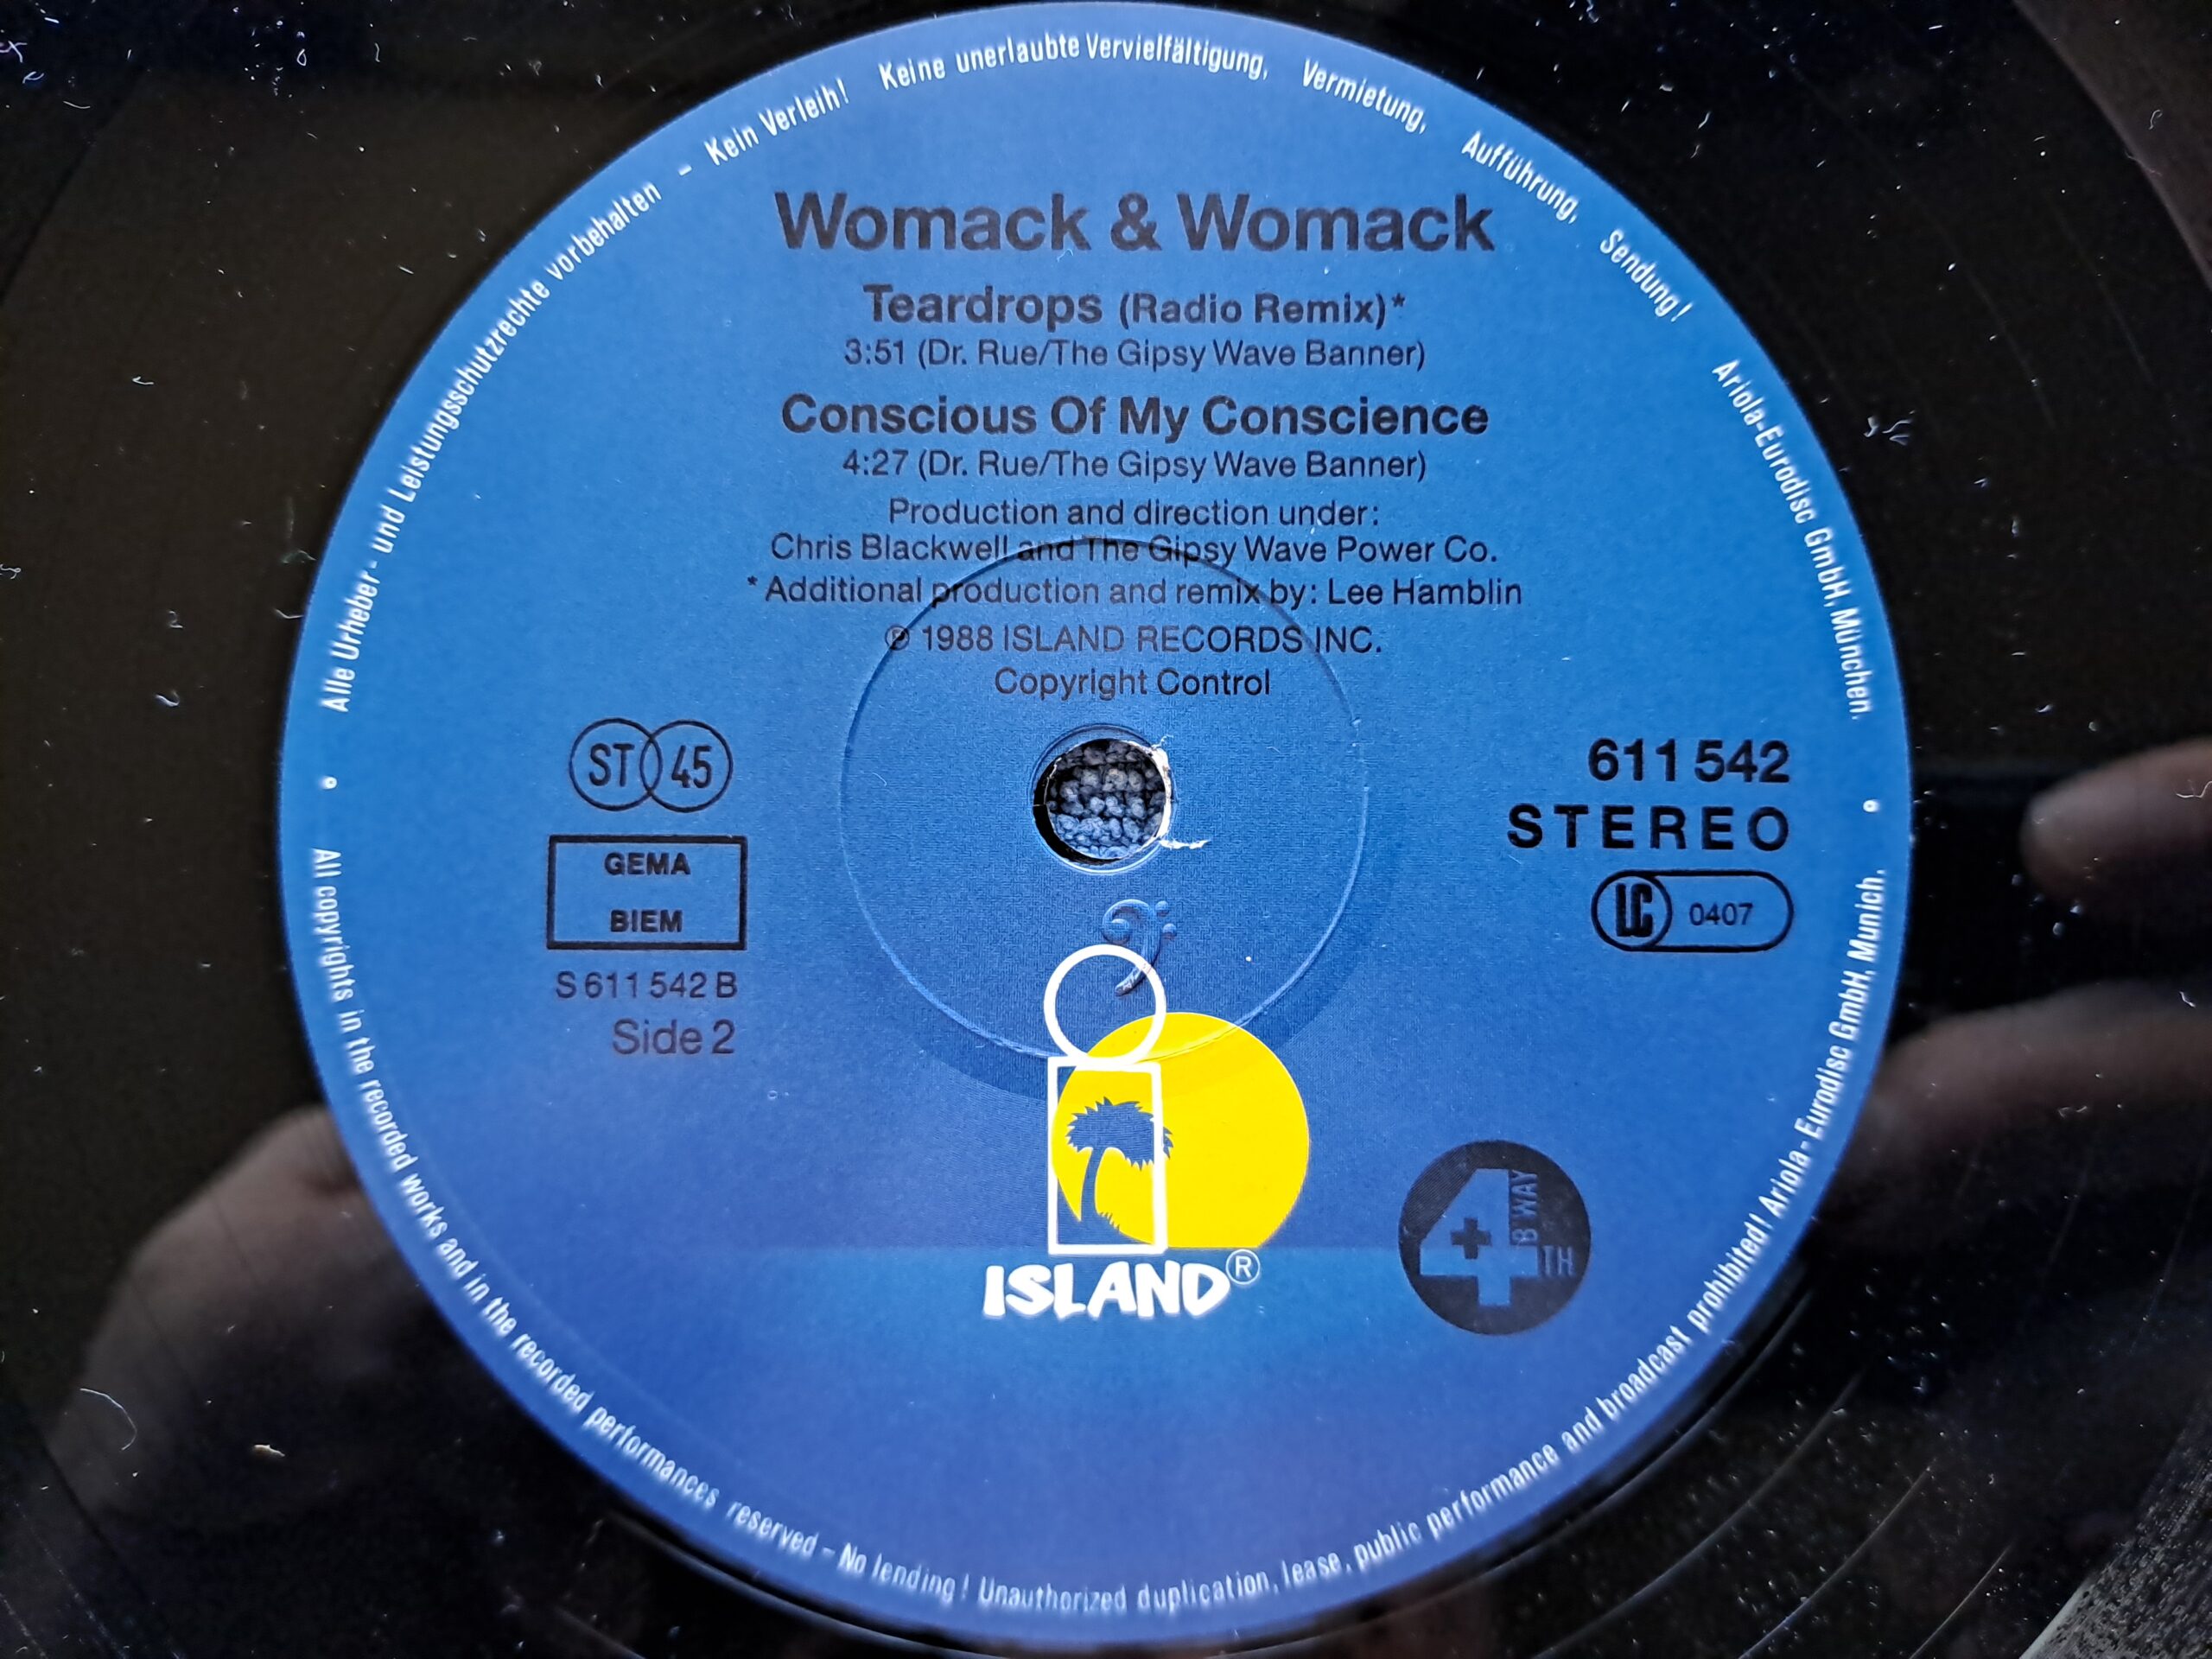 Alle Urheber- und Leistungsschutzrechte vorbehalten – Kein Verleih! Keine unerlaubte Vervielfältigung, Vermietung, Aufführung, Sendung! Ariola-Eurodisc GmbH, München.
Womack & Womack
Teardrops (Radio Remix)*
3:51 (Dr. Rue/The Gipsy Wave Banner)
Conscious Of My Conscience
4:27 (Dr. Rue/The Gipsy Wave Banner)
Production and direction under:
Chris Blackwell and The Gipsy Wave Power Co.
* Additional production and remix by: Lee Hamblin
℗ 1988 ISLAND RECORDS INC.
Copyright Control
ST 45
GEMA
BIEM
S 611 542 B
Side 2
611 542
STEREO
LC 0407
ISLAND®
4TH B'WAY
All copyrights in the recorded works and in the recorded performances reserved – No lending! Unauthorized duplication, lease, public performance and broadcast prohibited! Ariola-Eurodisc GmbH, Munich.